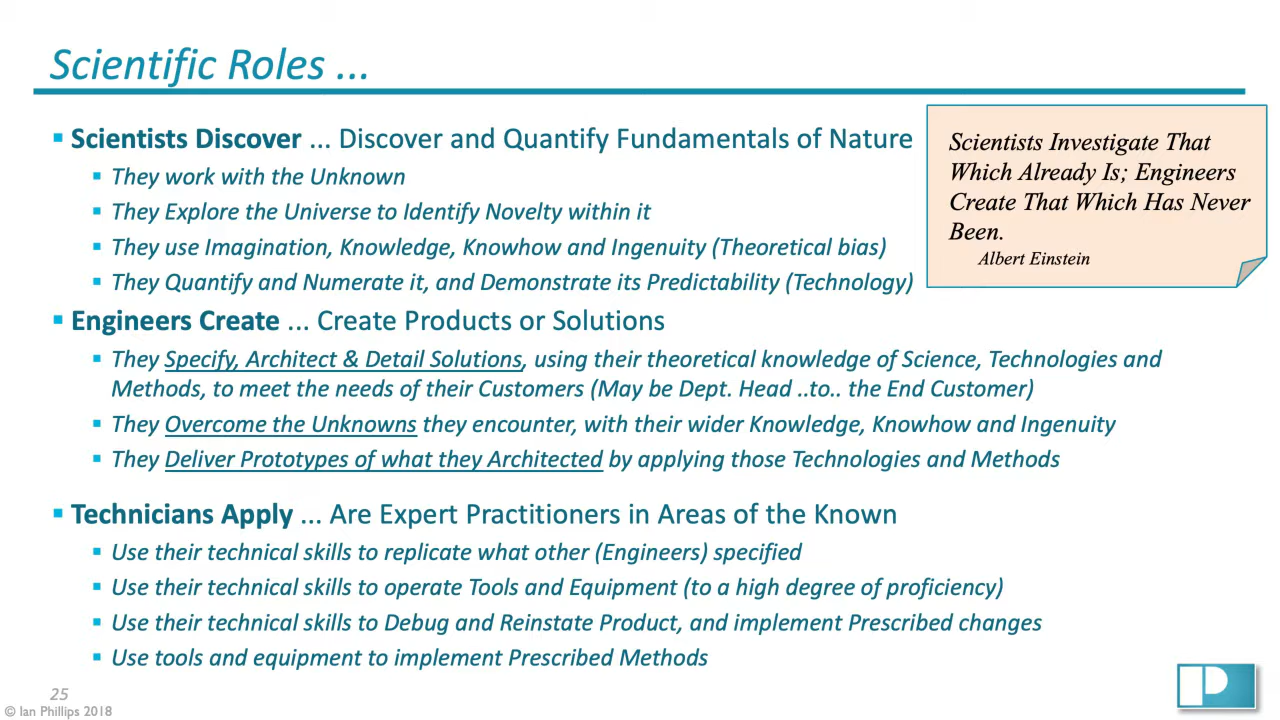 Scientific Roles ...
▪ Scientists Discover ... Discover and Quantify Fundamentals of Nature
▪ They work with the Unknown
▪ They Explore the Universe to Identify Novelty within it
▪ They use Imagination, Knowledge, Knowhow and Ingenuity (Theoretical bias)
▪ They Quantify and Numerate it, and Demonstrate its Predictability (Technology)
Scientists Investigate That
Which Already Is; Engineers
Create That Which Has Never
Been.
Albert Einstein
▪ Engineers Create ... Create Products or Solutions
▪ They Specify, Architect & Detail Solutions, using their theoretical knowledge of Science, Technologies and
Methods, to meet the needs of their Customers (May be Dept. Head ..to.. the End Customer)
▪ They Overcome the Unknowns they encounter, with their wider Knowledge, Knowhow and Ingenuity
▪ They Deliver Prototypes of what they Architected by applying those Technologies and Methods
▪ Technicians Apply ... Are Expert Practitioners in Areas of the Known
▪ Use their technical skills to replicate what other (Engineers) specified
▪ Use their technical skills to operate Tools and Equipment (to a high degree of proficiency)
▪ Use their technical skills to Debug and Reinstate Product, and implement Prescribed changes
▪ Use tools and equipment to implement Prescribed Methods
25
© Ian Phillips 2018